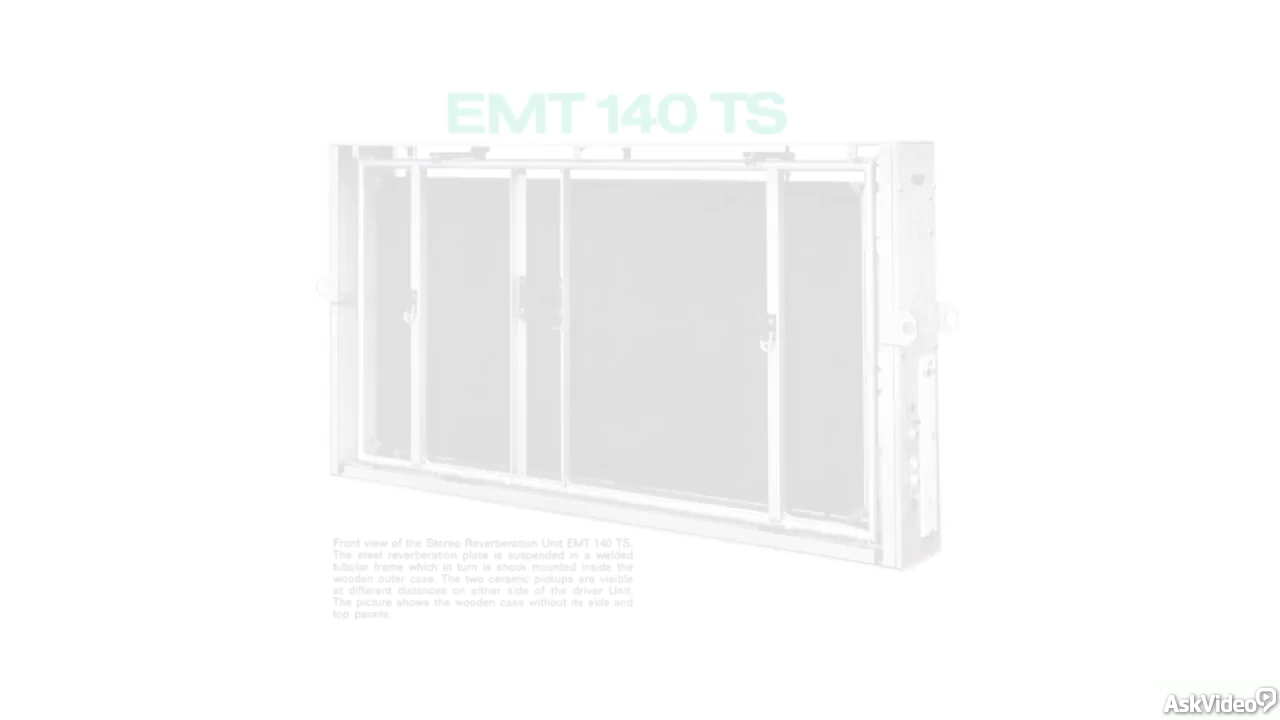 EMT 140 TS
Front view of the Stereo Reverberation Unit EMT 140 TS.
The steel reverberation plate is suspended in a welded
tubular frame which in turn is shock mounted inside the
wooden outer case. The two ceramic pickups are visible
at different distances on either side of the driver Unit.
The picture shows the wooden case without its side and
top panels.
AskVideo